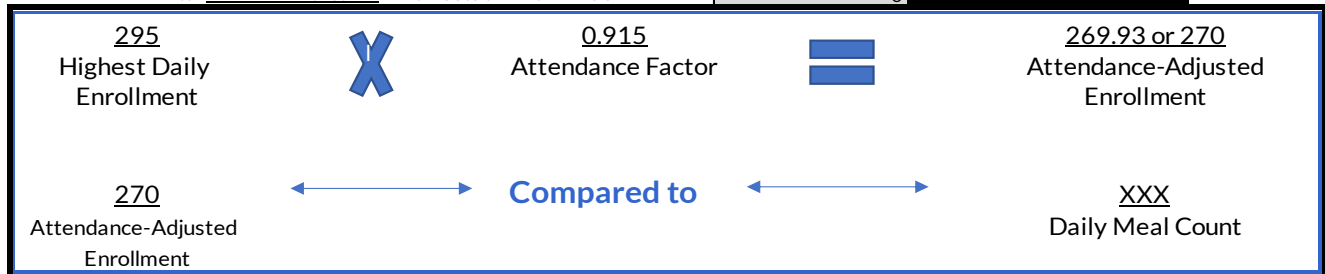 295
Highest Daily
Enrollment
0.915
Attendance Factor
269.93 or 270
Attendance-Adjusted
Enrollment
270
Attendance-Adjusted
Enrollment
Compared to
XXX
Daily Meal Count